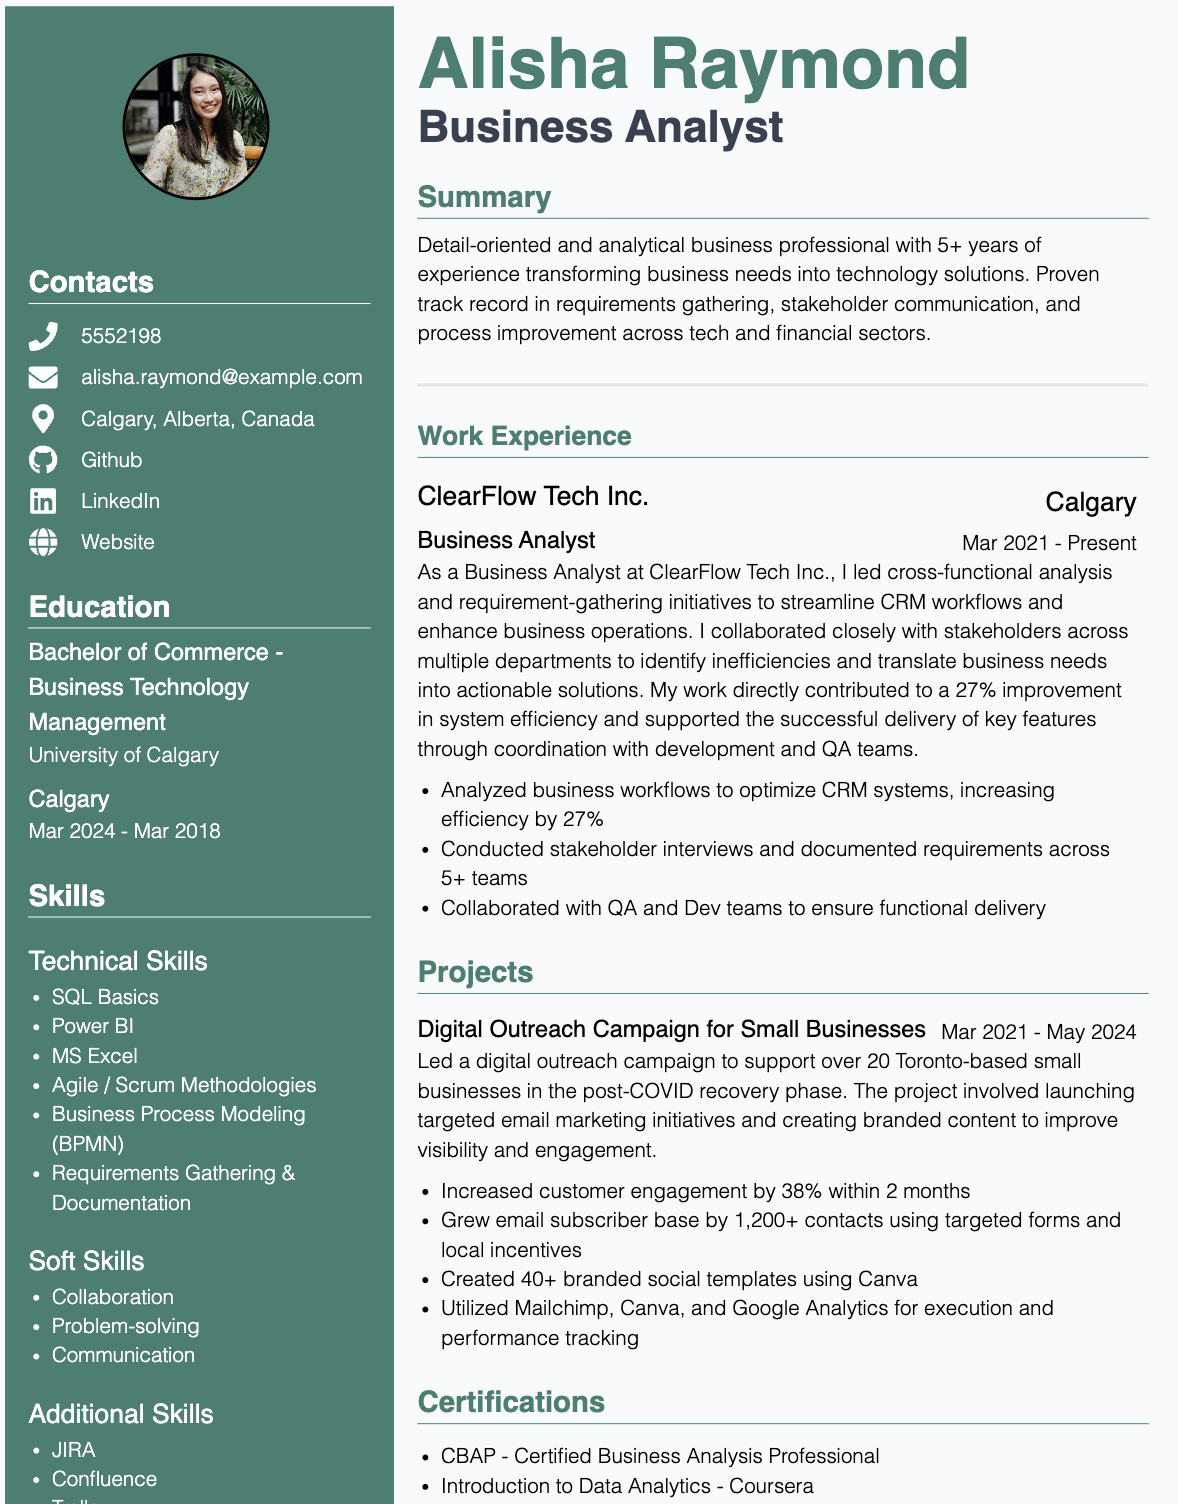 Alisha Raymond
Business Analyst
Contacts
5552198
alisha.raymond@example.com
Calgary, Alberta, Canada
Github
LinkedIn
Website
Education
Bachelor of Commerce -
Business Technology
Management
University of Calgary
Calgary
Mar 2024 - Mar 2018
Skills
Technical Skills
• SQL Basics
• Power BI
• MS Excel
• Agile / Scrum Methodologies
• Business Process Modeling
(BPMN)
• Requirements Gathering &
Documentation
Soft Skills
• Collaboration
• Problem-solving
• Communication
Additional Skills
• JIRA
• Confluence
Summary
Detail-oriented and analytical business professional with 5+ years of
experience transforming business needs into technology solutions. Proven
track record in requirements gathering, stakeholder communication, and
process improvement across tech and financial sectors.
Work Experience
ClearFlow Tech Inc. Calgary
Business Analyst Mar 2021 - Present
As a Business Analyst at ClearFlow Tech Inc., I led cross-functional analysis
and requirement-gathering initiatives to streamline CRM workflows and
enhance business operations. I collaborated closely with stakeholders across
multiple departments to identify inefficiencies and translate business needs
into actionable solutions. My work directly contributed to a 27% improvement
in system efficiency and supported the successful delivery of key features
through coordination with development and QA teams.
• Analyzed business workflows to optimize CRM systems, increasing
efficiency by 27%
• Conducted stakeholder interviews and documented requirements across
5+ teams
• Collaborated with QA and Dev teams to ensure functional delivery
Projects
Digital Outreach Campaign for Small Businesses Mar 2021 - May 2024
Led a digital outreach campaign to support over 20 Toronto-based small
businesses in the post-COVID recovery phase. The project involved launching
targeted email marketing initiatives and creating branded content to improve
visibility and engagement.
• Increased customer engagement by 38% within 2 months
• Grew email subscriber base by 1,200+ contacts using targeted forms and
local incentives
• Created 40+ branded social templates using Canva
• Utilized Mailchimp, Canva, and Google Analytics for execution and
performance tracking
Certifications
• CBAP - Certified Business Analysis Professional
• Introduction to Data Analytics - Coursera